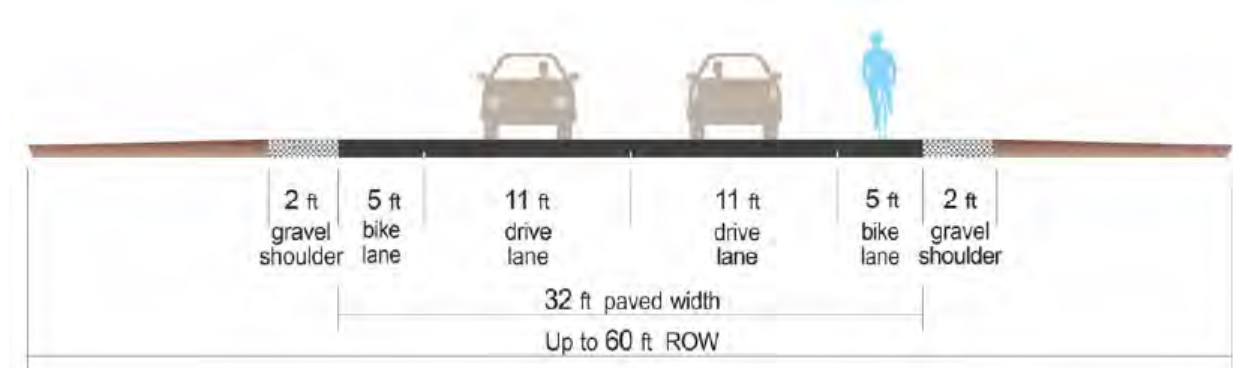 2 ft 5 ft 11 ft 11 ft 5 ft 2 ft
gravel bike drive drive bike gravel
shoulder lane lane lane lane shoulder
32 ft paved width
Up to 60 ft ROW